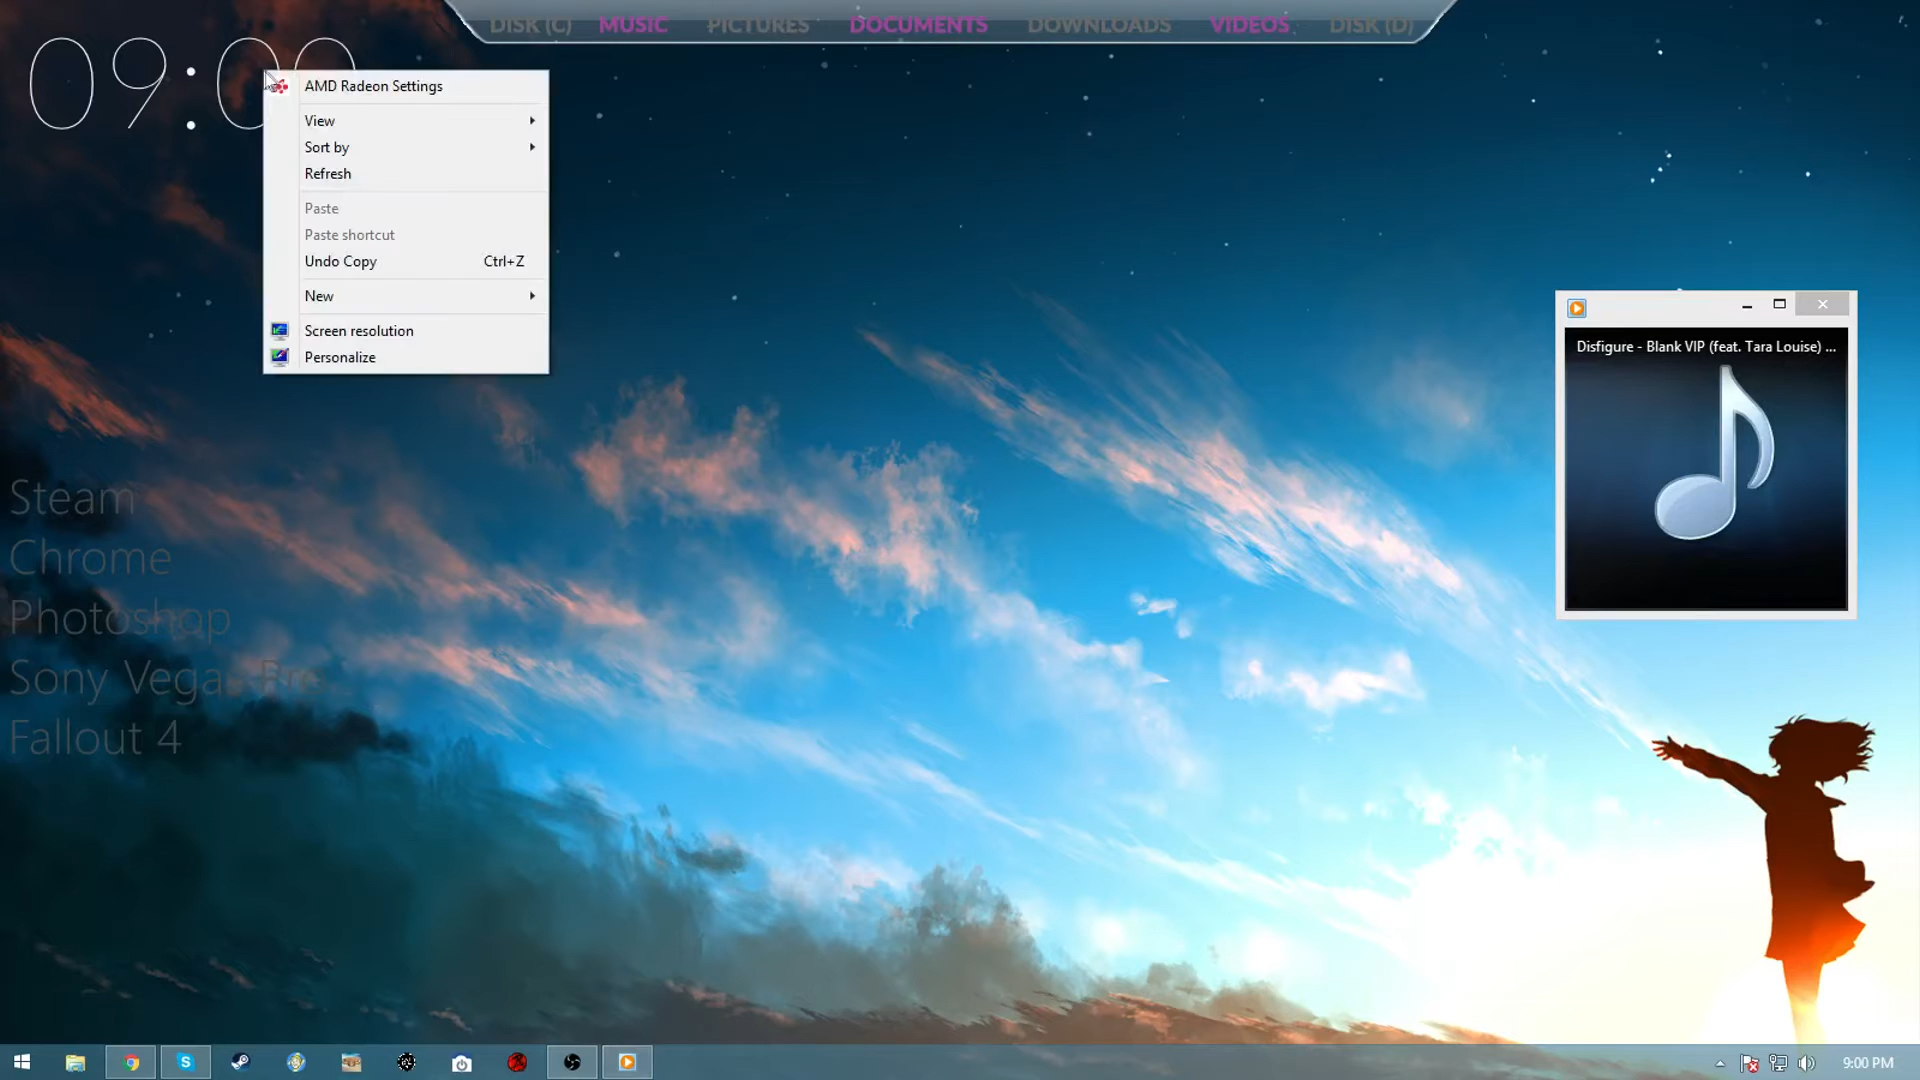 DISK (C) MUSIC PICTURES DOCUMENTS DOWNLOADS VIDEOS DISK (D)
09:00
AMD Radeon Settings
View
Sort by
Refresh
Paste
Paste shortcut
Undo Copy Ctrl+Z
New
Screen resolution
Personalize
Disfigure - Blank VIP (feat. Tara Louise) ...
Steam
Chrome
Photoshop
Sony Vegas Pro
Fallout 4
9:00 PM